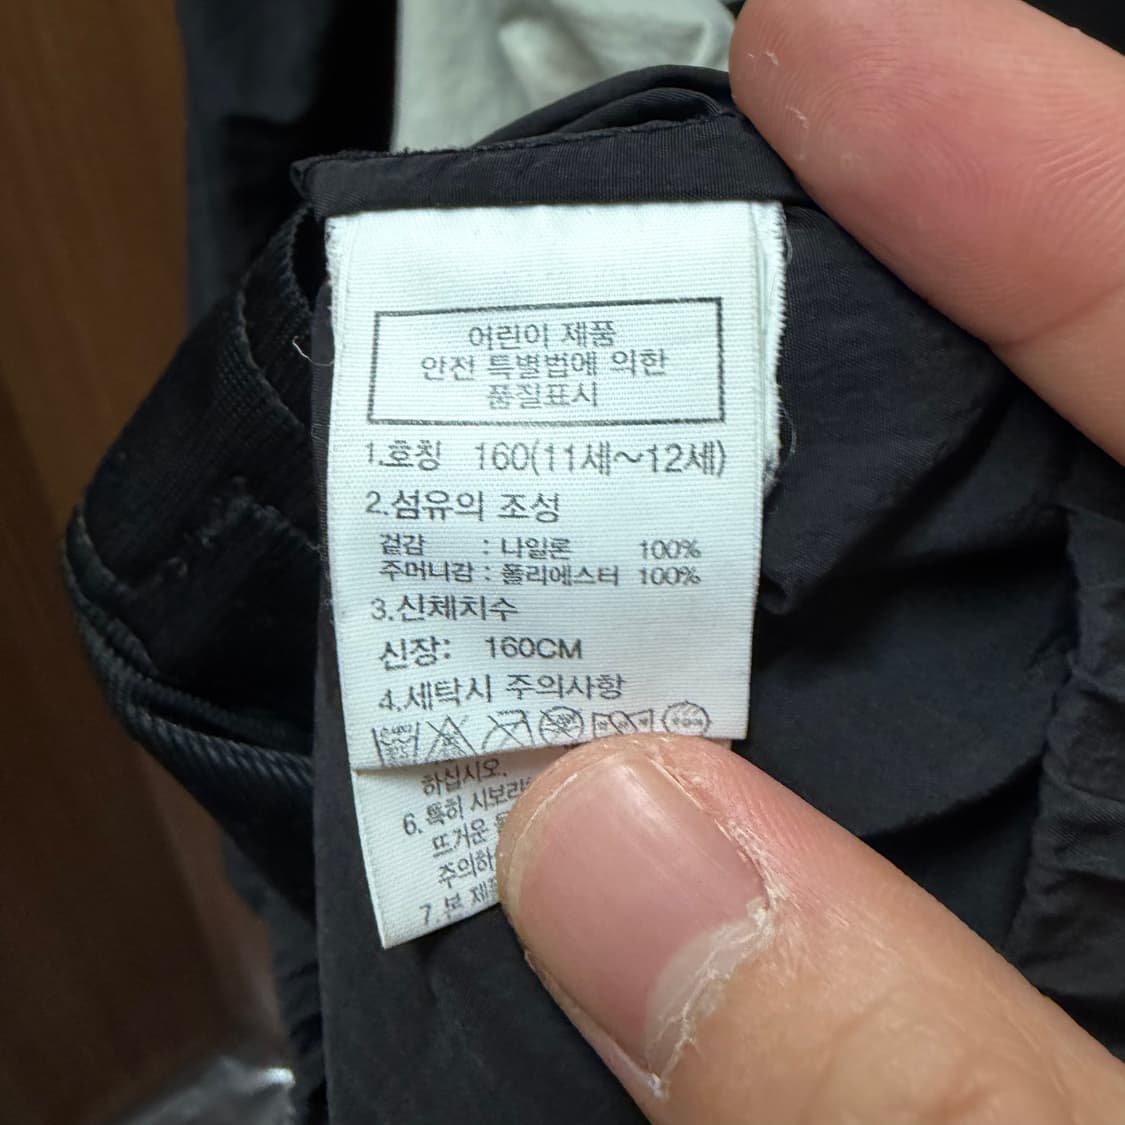 어린이 제품
안전 특별법에 의한
품질표시
1.호칭 160(11세~12세)
2.섬유의 조성
겉감 : 나일론 100%
주머니감 : 폴리에스터 100%
3.신체치수
신장: 160CM
4.세탁시 주의사항
하십시오.
6. 특히 시보리
뜨거운
주의하
7.본 제품